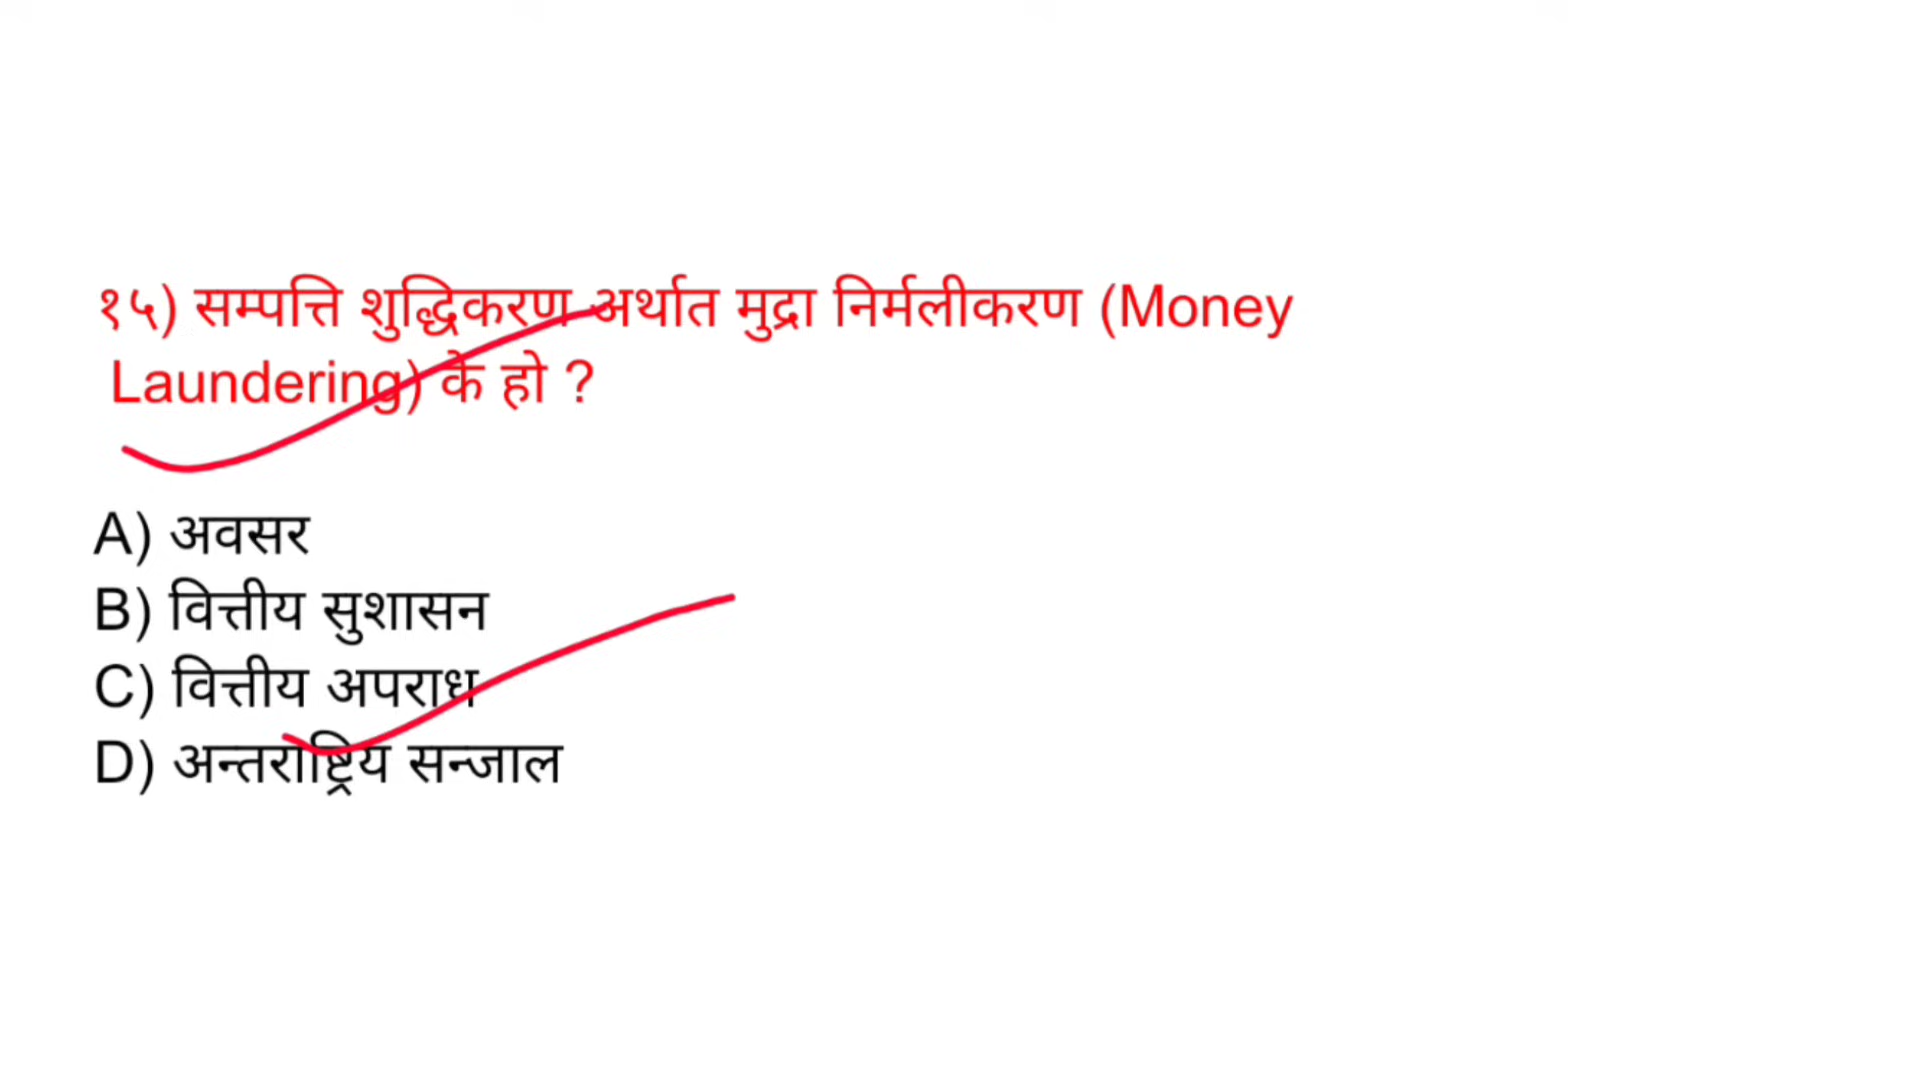 १५) सम्पत्ति शुद्धिकरण अर्थात मुद्रा निर्मलीकरण (Money
Laundering) के हो ?
A) अवसर
B) वित्तीय सुशासन
C) वित्तीय अपराध
D) अन्तराष्ट्रिय सन्जाल